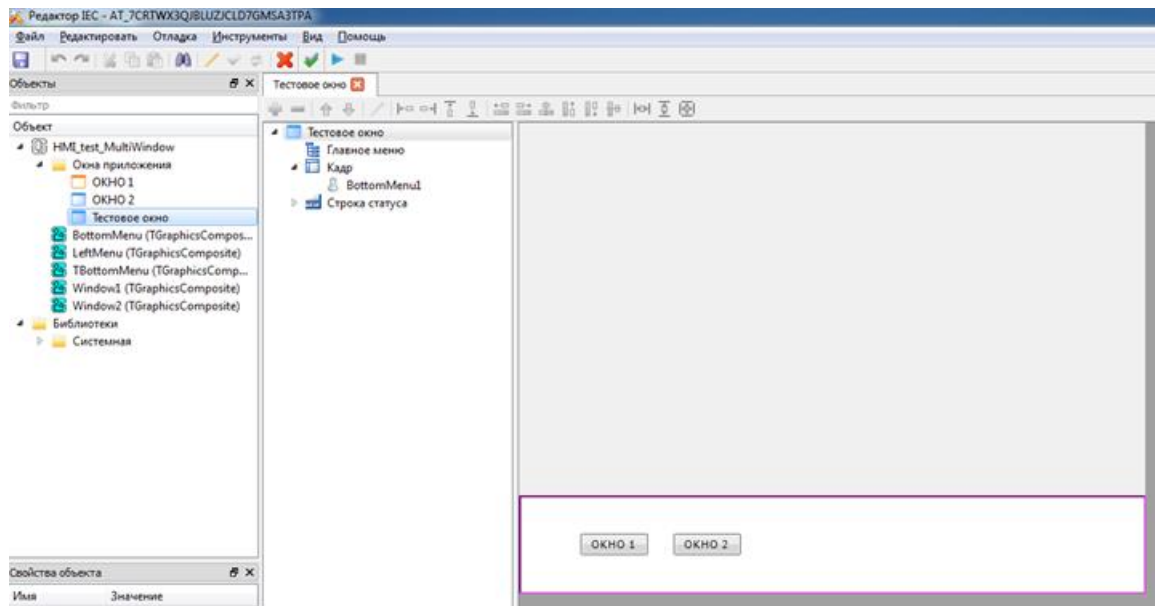 Редактор IEC - AT_7CRTWX3QJBLUZJCLD7GMSA3TPA
Файл Редактировать Отладка Инструменты Вид Помощь
Объекты
Тестовое окно
Фильтр
Объект
HMI_test_MultiWindow
Окна приложения
ОКНО 1
ОКНО 2
Тестовое окно
BottomMenu (TGraphicsCompos...
LeftMenu (TGraphicsComposite)
TBottomMenu (TGraphicsComp...
Window1 (TGraphicsComposite)
Window2 (TGraphicsComposite)
Библиотеки
Системная
Тестовое окно
Главное меню
Кадр
BottomMenu1
Строка статуса
ОКНО 1 ОКНО 2
Свойства объекта
Имя Значение